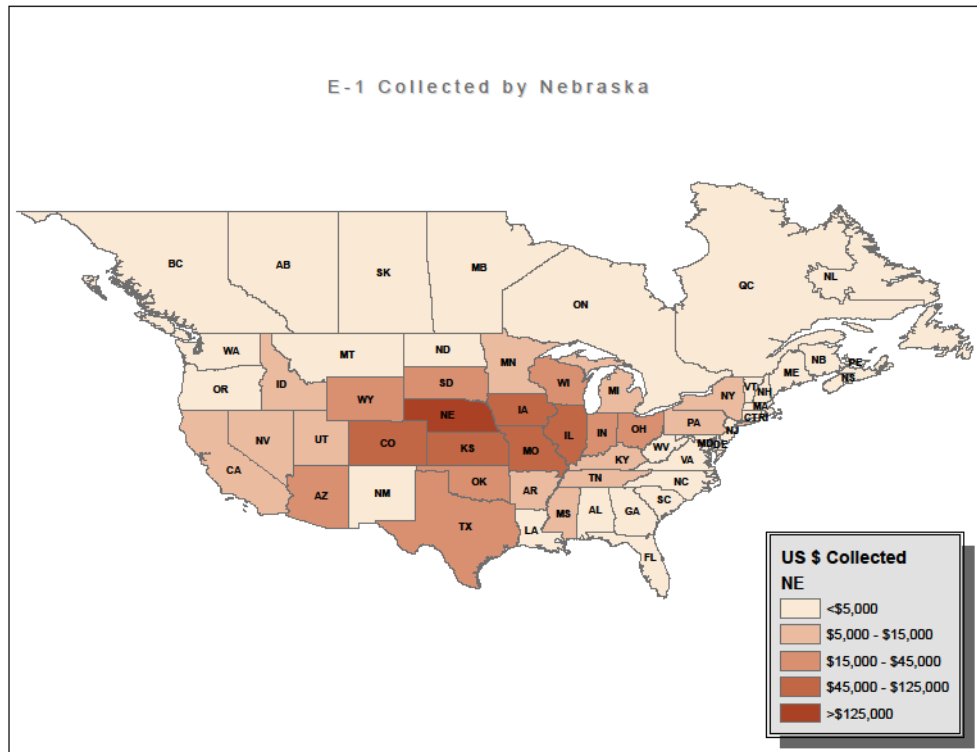 E-1 Collected by Nebraska
BC
AB
SK
MB
ON
QC
NL
WA
MT
ND
MN
OR
ID
WY
SD
WI
MI
NY
VT
NH
ME
NB
PE
NS
MA
CT
RI
NE
IA
NV
UT
CO
KS
MO
IL
IN
OH
PA
NJ
MD
DE
WV
VA
KY
CA
AZ
NM
OK
AR
TN
NC
SC
TX
LA
MS
AL
GA
FL
US $ Collected
NE
<$5,000
$5,000 - $15,000
$15,000 - $45,000
$45,000 - $125,000
>$125,000